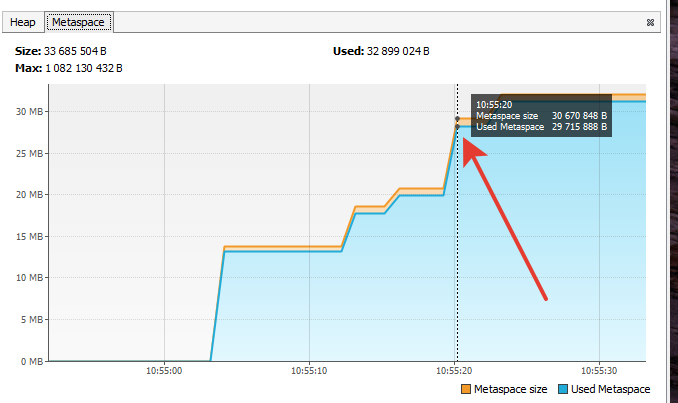 Heap Metaspace
Size: 33 685 504 B Used: 32 899 024 B
Max: 1 082 130 432 B
30 MB
25 MB
20 MB
15 MB
10 MB
5 MB
0 MB
10:55:20
Metaspace size 30 670 848 B
Used Metaspace 29 715 888 B
10:55:00 10:55:10 10:55:20 10:55:30
Metaspace size Used Metaspace